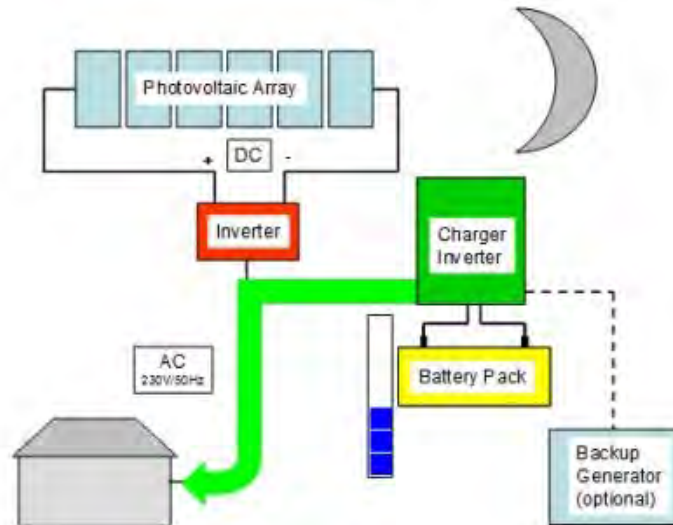 Photovoltaic Array
+ DC -
Inverter
Charger
Inverter
AC
230V/50Hz
Battery Pack
Backup
Generator
(optional)